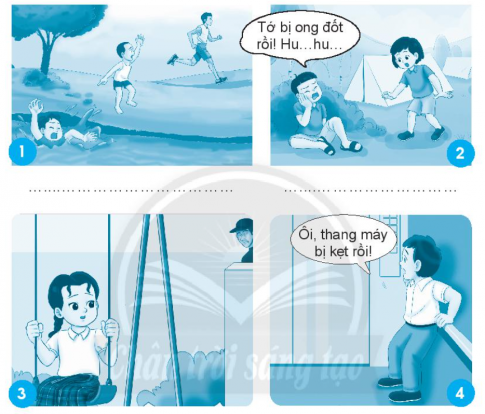 Tớ bị ong đốt
rồi! Hu...hu...
1
2
Ôi, thang máy
bị kẹt rồi!
Chân trời sáng tạo
3
4